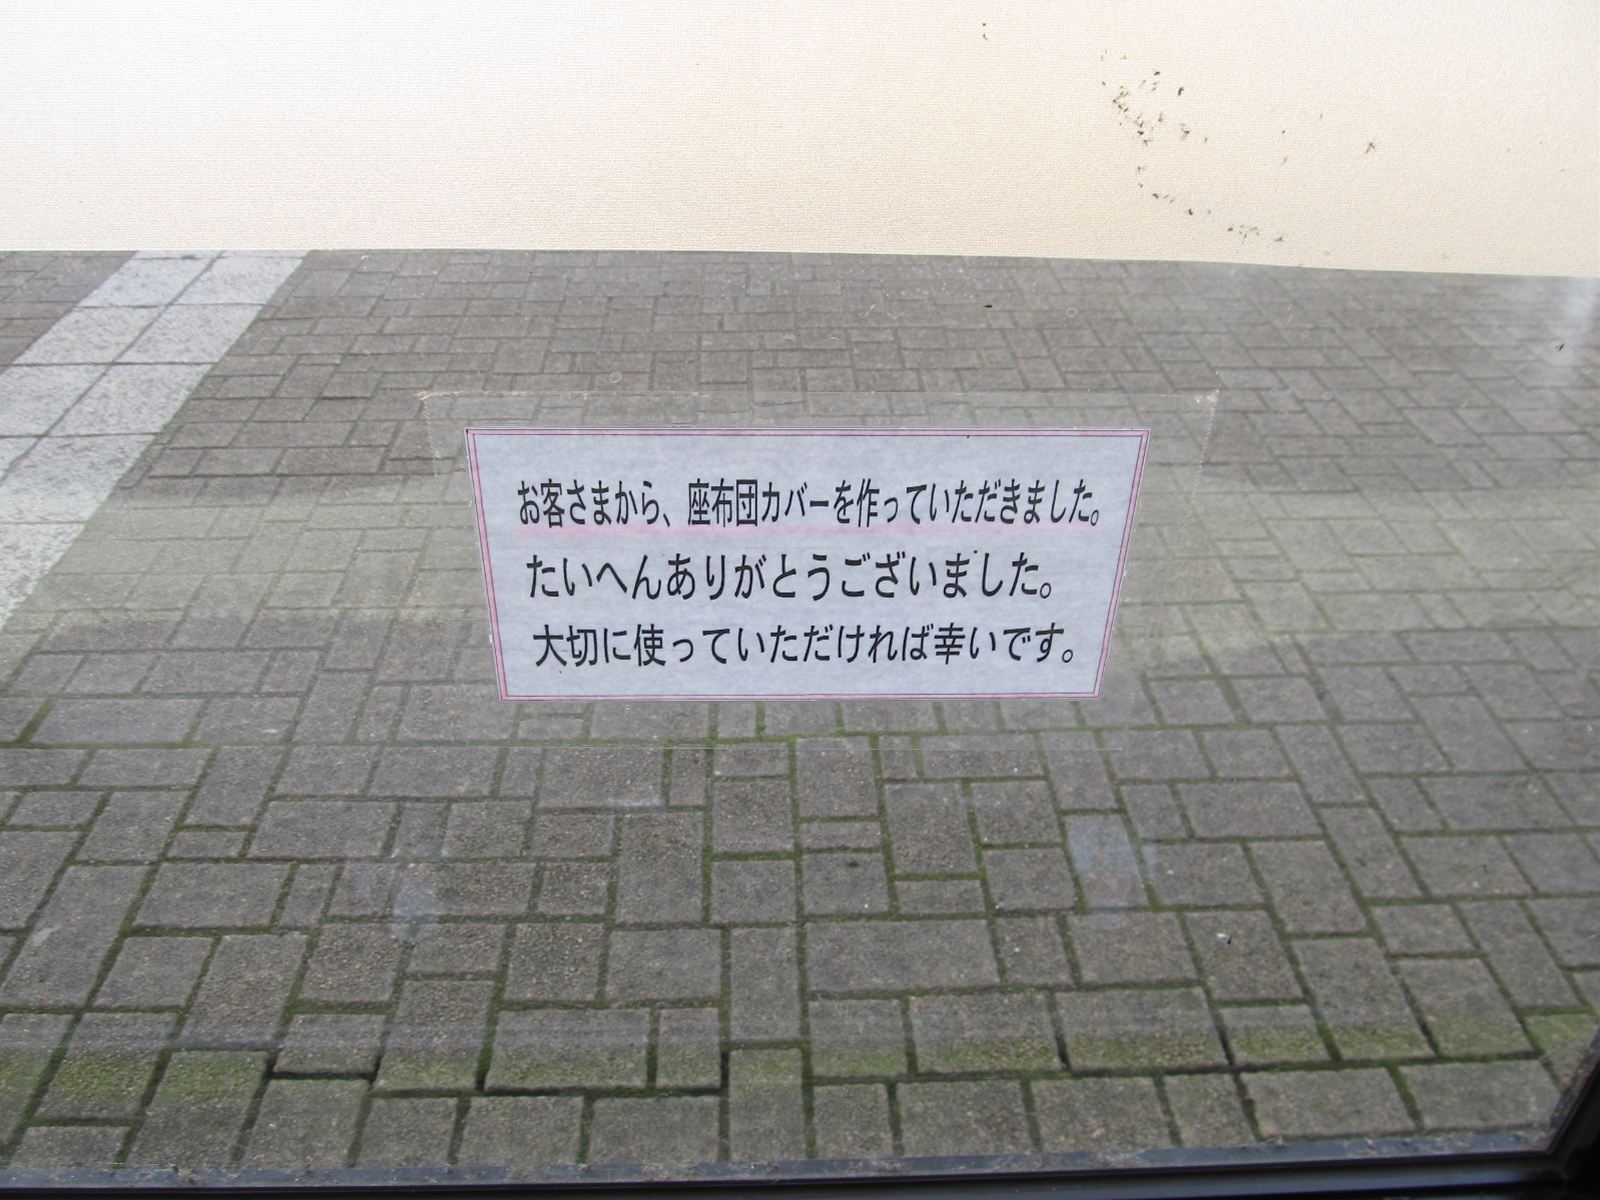 お客さまから、座布団カバーを作っていただきました。
たいへんありがとうございました。
大切に使っていただければ幸いです。